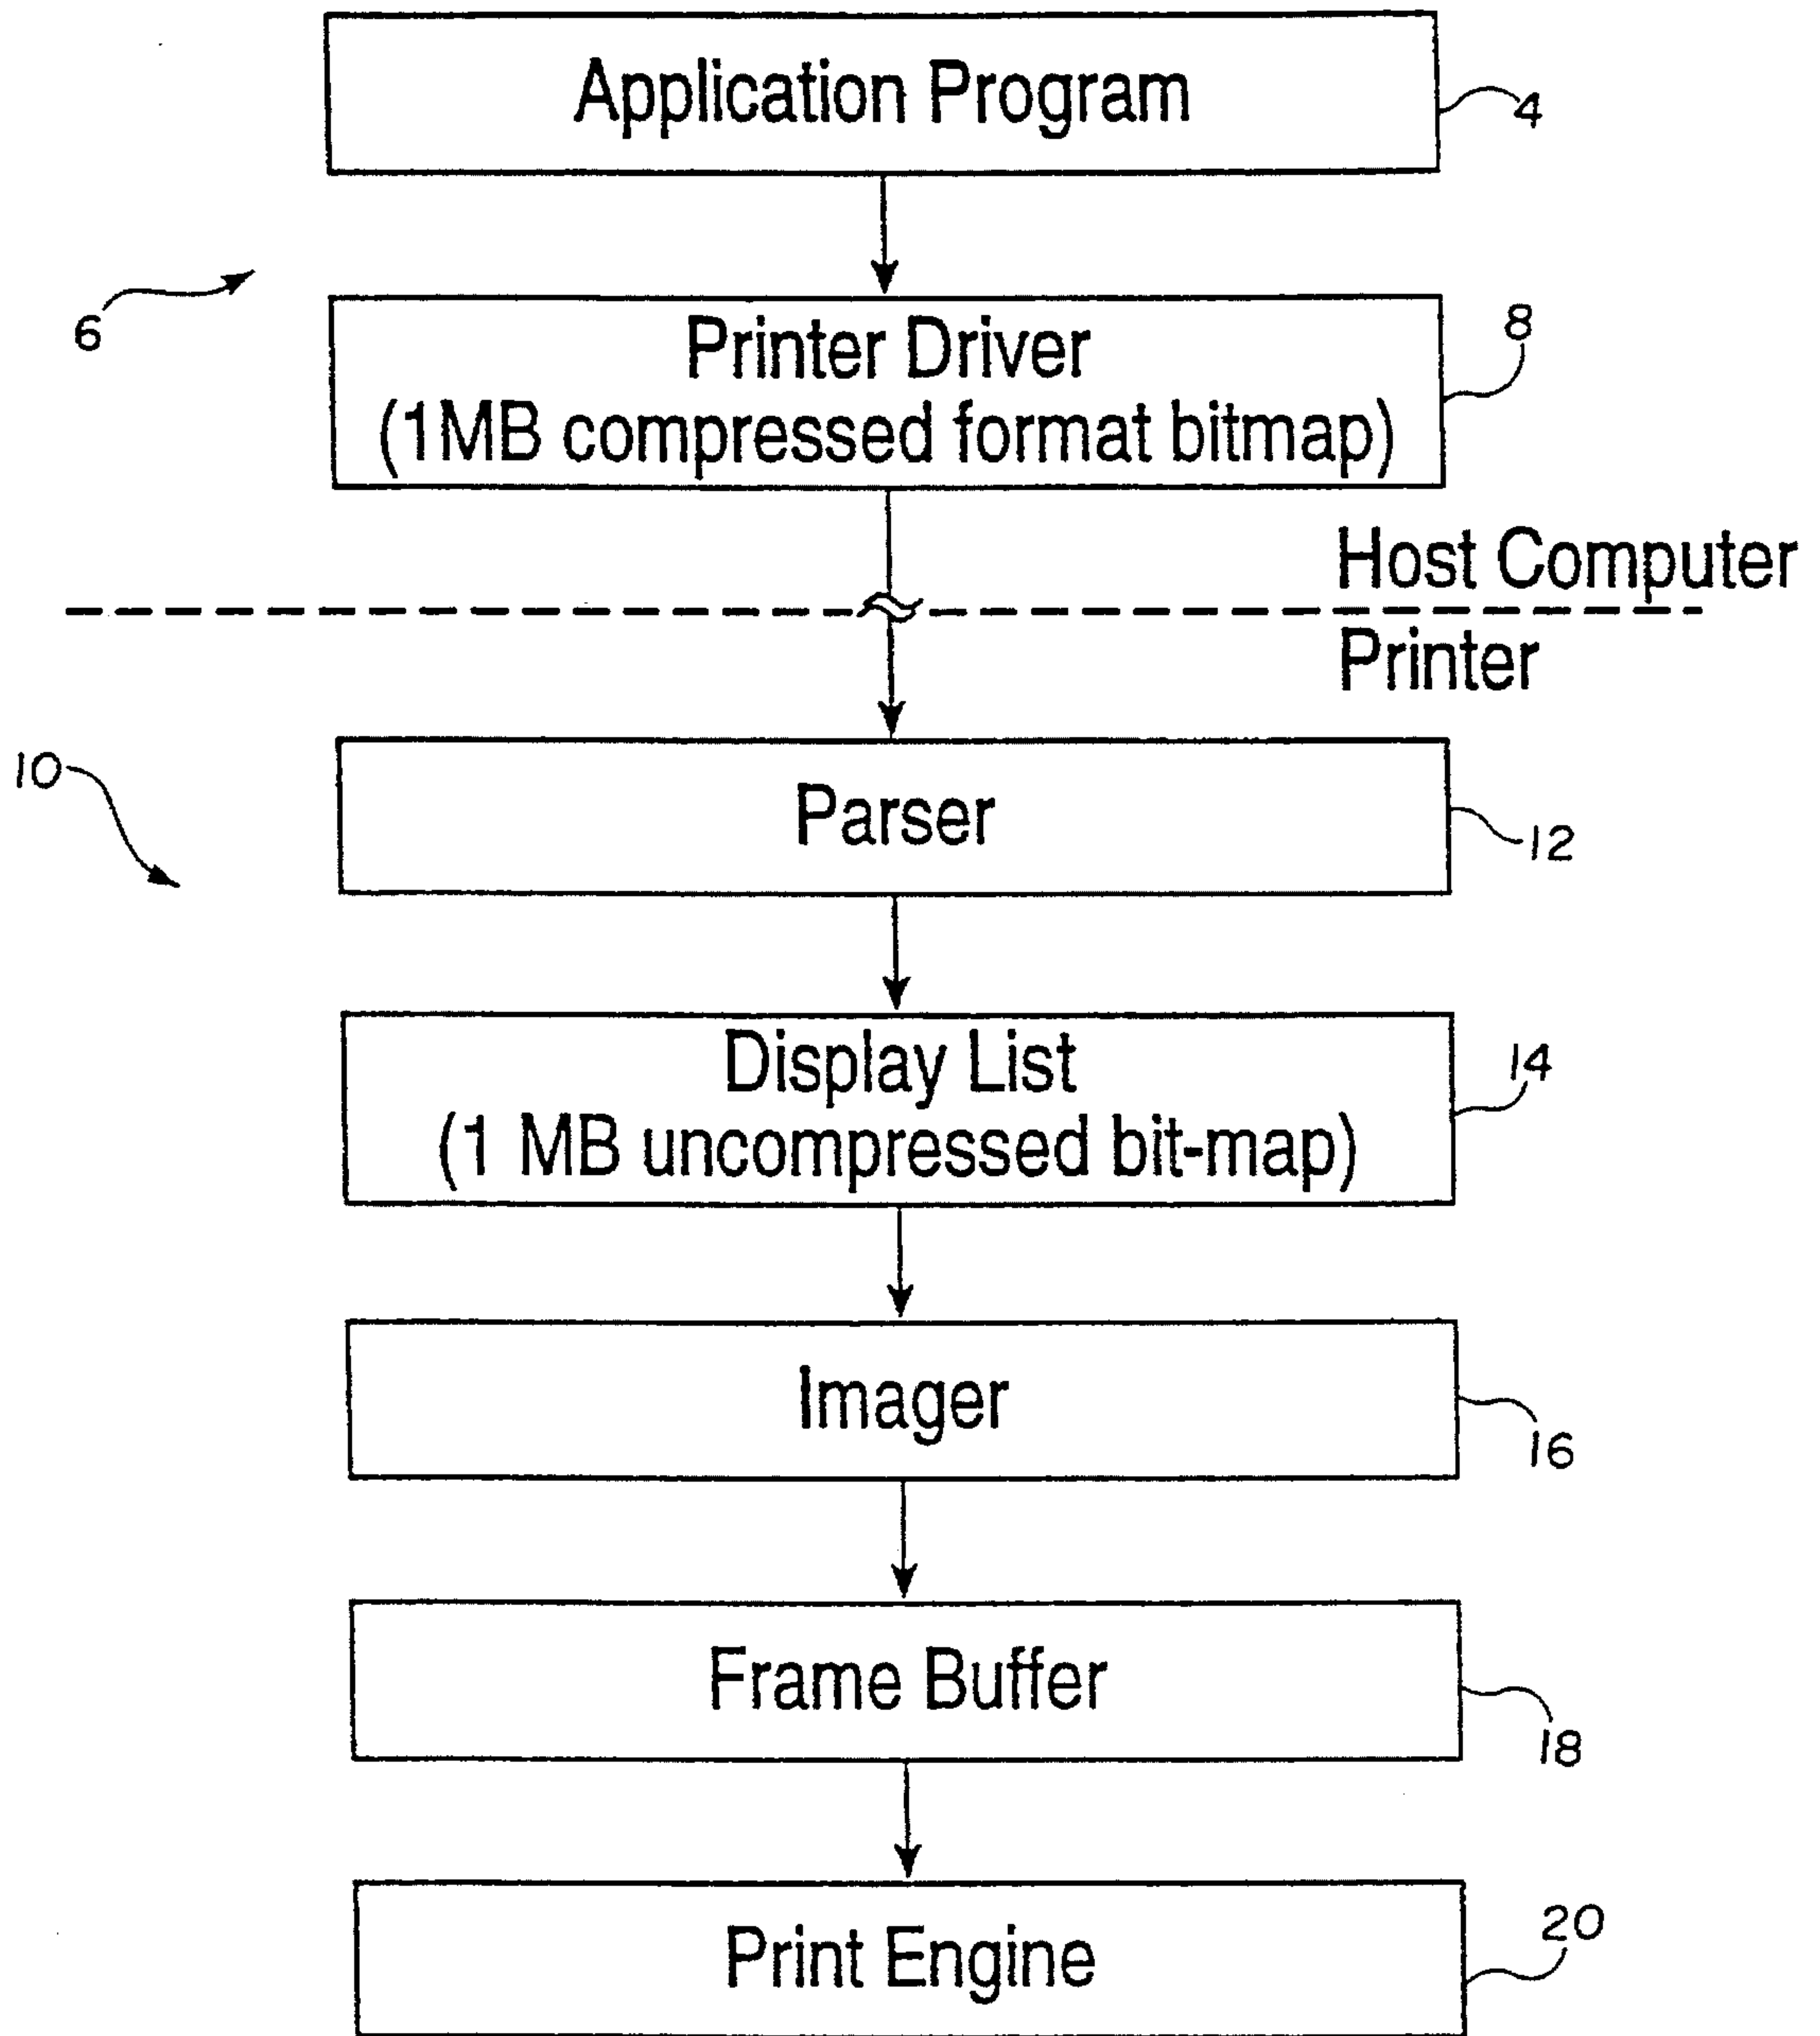 Application Program
4
6
Printer Driver
(1MB compressed format bitmap)
8
Host Computer
Printer
10
Parser
12
Display List
(1 MB uncompressed bit-map)
14
Imager
16
Frame Buffer
18
Print Engine
20